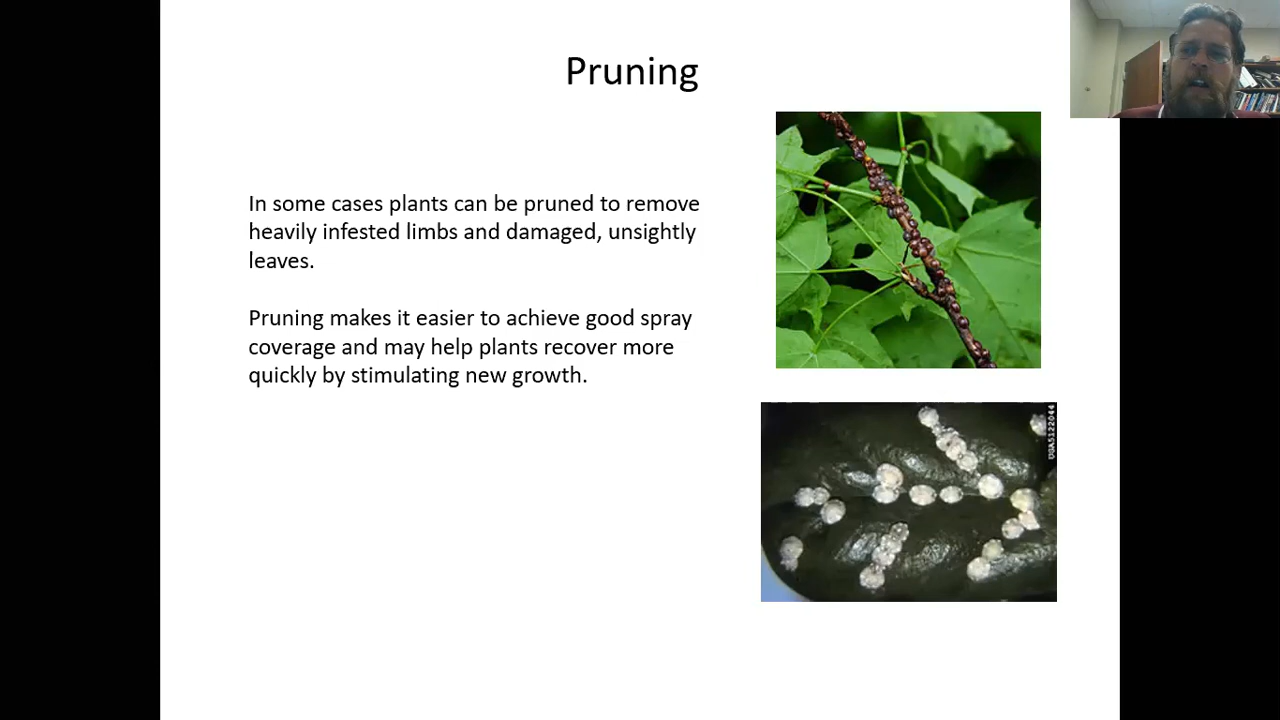 Pruning
In some cases plants can be pruned to remove
heavily infested limbs and damaged, unsightly
leaves.
Pruning makes it easier to achieve good spray
coverage and may help plants recover more
quickly by stimulating new growth.
USA5122044